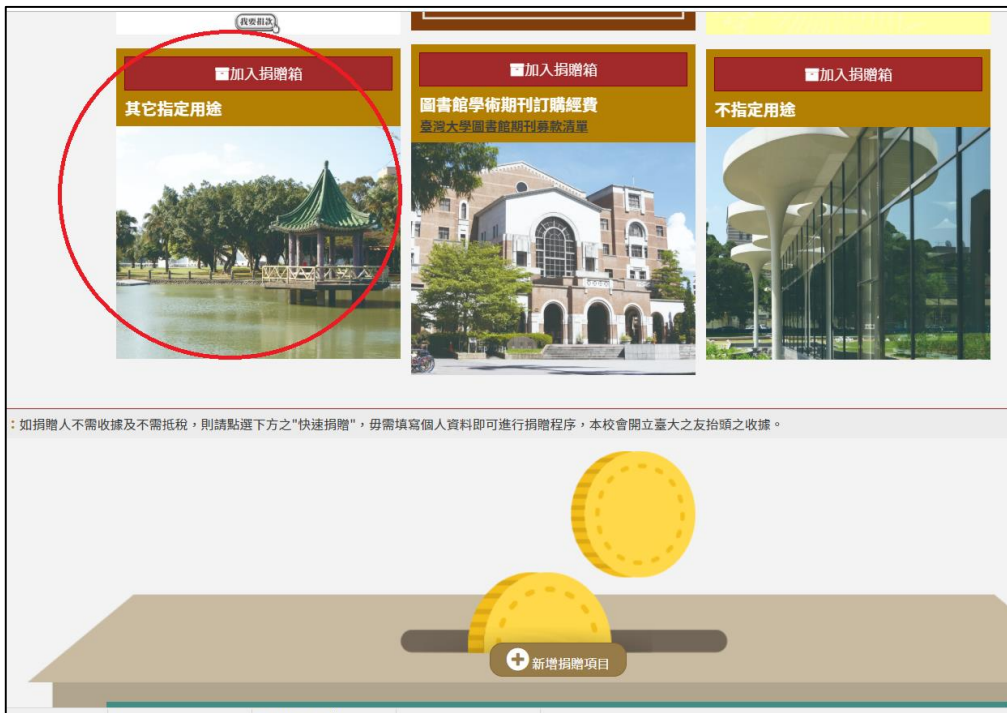 我要捐款
加入捐贈箱
其它指定用途
加入捐贈箱
圖書館學術期刊訂購經費
臺灣大學圖書館期刊募款清單
加入捐贈箱
不指定用途
：如捐贈人不需收據及不需抵稅，則請點選下方之"快速捐贈"，毋需填寫個人資料即可進行捐贈程序，本校會開立臺大之友抬頭之收據。
新增捐贈項目